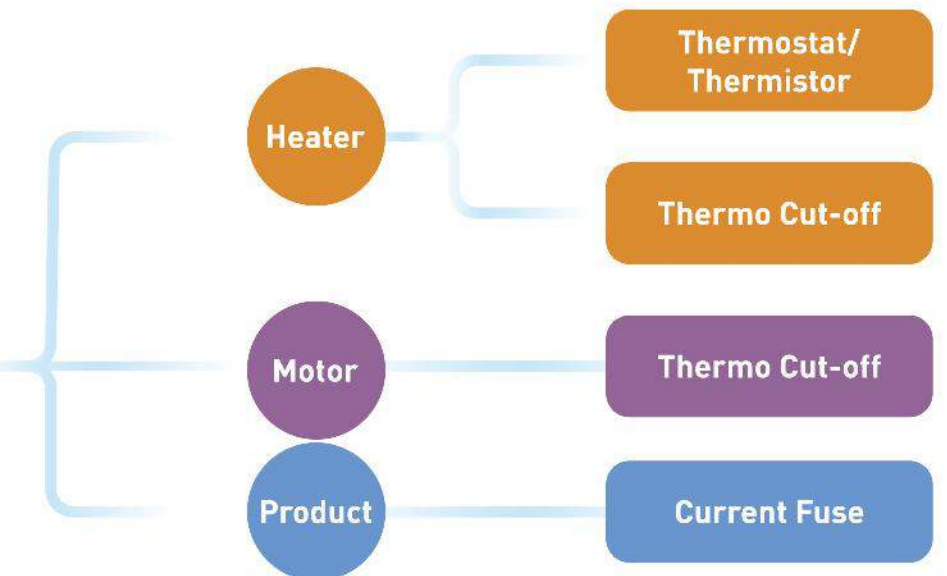 Heater
Thermostat/
Thermistor
Thermo Cut-off
Motor
Thermo Cut-off
Product
Current Fuse